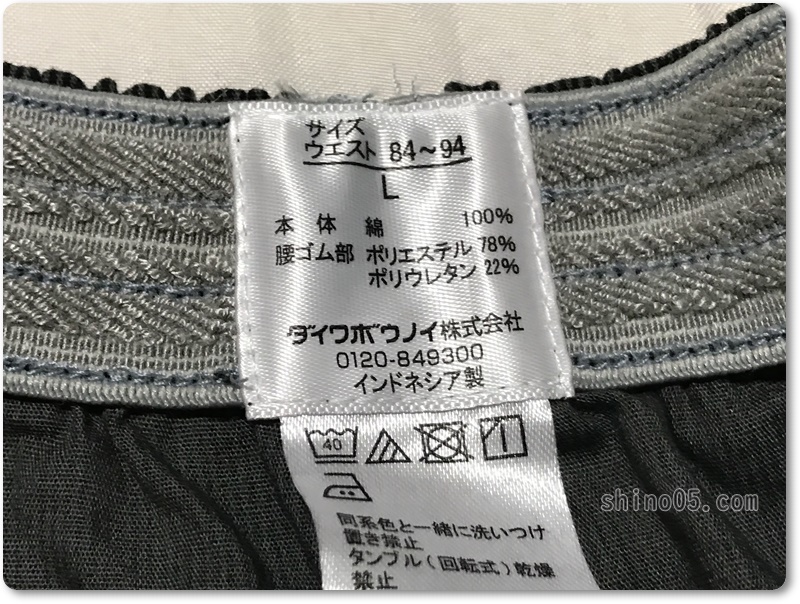 サイズ
ウエスト 84～94
L
本体 綿 100%
腰ゴム部 ポリエステル 78%
ポリウレタン 22%
ダイワボウノイ株式会社
0120-849300
インドネシア製
40
同系色と一緒に洗いつけ
置き禁止
タンブル(回転式)乾燥
禁止
shino05.com